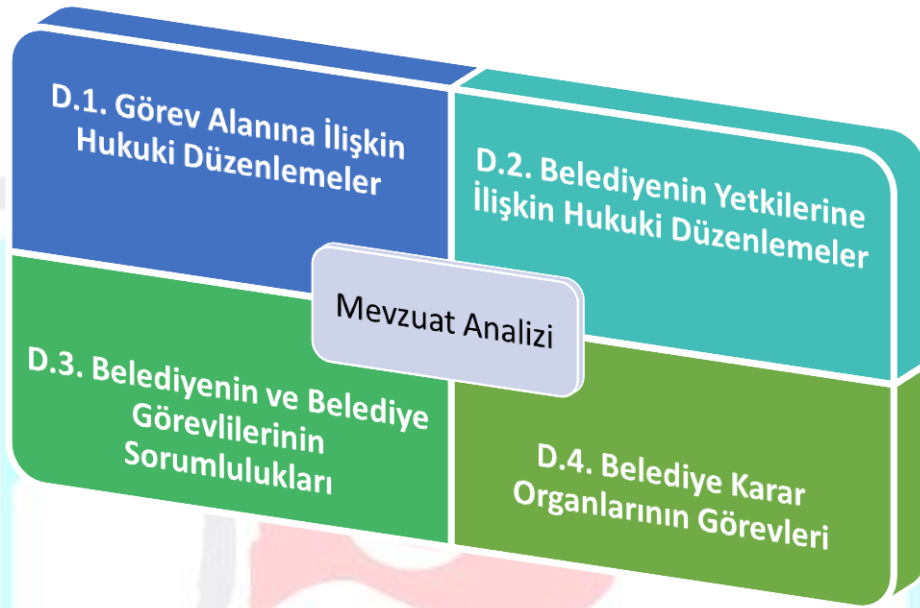 D.1. Görev Alanına İlişkin
Hukuki Düzenlemeler
D.2. Belediyenin Yetkilerine
İlişkin Hukuki Düzenlemeler
Mevzuat Analizi
D.3. Belediyenin ve Belediye
Görevlilerinin
Sorumlulukları
D.4. Belediye Karar
Organlarının Görevleri